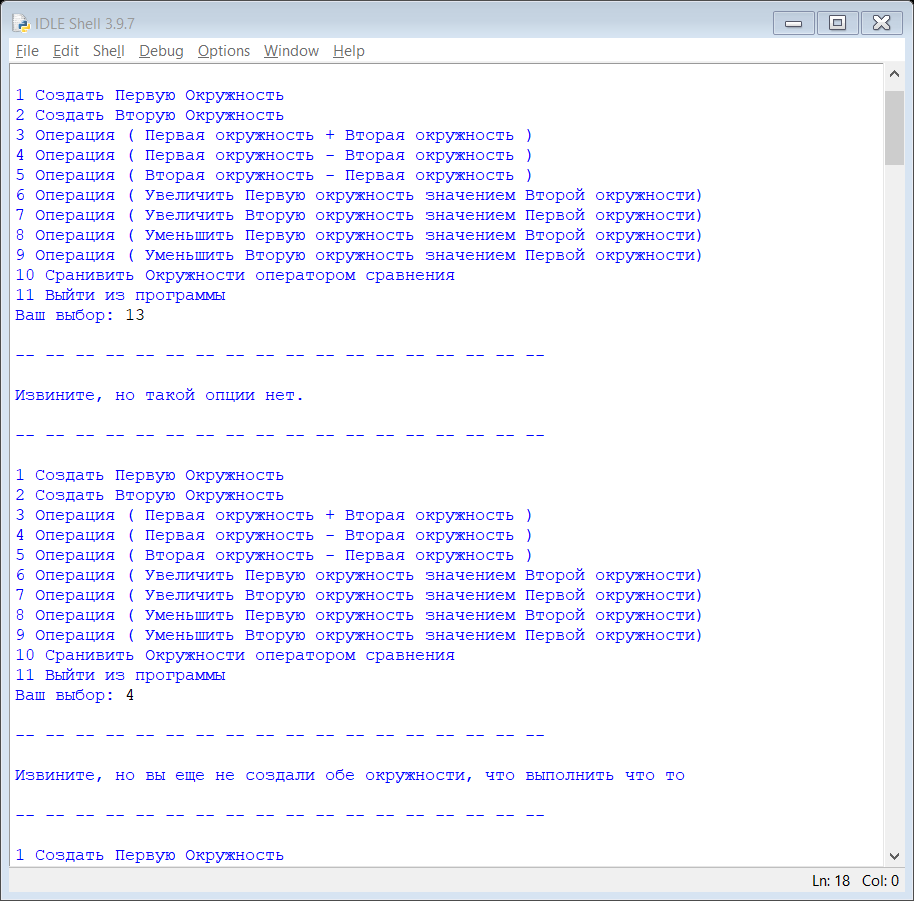 IDLE Shell 3.9.7
File Edit Shell Debug Options Window Help
1 Создать Первую Окружность
2 Создать Вторую Окружность
3 Операция ( Первая окружность + Вторая окружность )
4 Операция ( Первая окружность - Вторая окружность )
5 Операция ( Вторая окружность - Первая окружность )
6 Операция ( Увеличить Первую окружность значением Второй окружности)
7 Операция ( Увеличить Вторую окружность значением Первой окружности)
8 Операция ( Уменьшить Первую окружность значением Второй окружности)
9 Операция ( Уменьшить Вторую окружность значением Первой окружности)
10 Сранивить Окружности оператором сравнения
11 Выйти из программы
Ваш выбор: 13
-- -- -- -- -- -- -- -- -- -- -- -- -- -- -- -- -- --
Извините, но такой опции нет.
-- -- -- -- -- -- -- -- -- -- -- -- -- -- -- -- -- --
1 Создать Первую Окружность
2 Создать Вторую Окружность
3 Операция ( Первая окружность + Вторая окружность )
4 Операция ( Первая окружность - Вторая окружность )
5 Операция ( Вторая окружность - Первая окружность )
6 Операция ( Увеличить Первую окружность значением Второй окружности)
7 Операция ( Увеличить Вторую окружность значением Первой окружности)
8 Операция ( Уменьшить Первую окружность значением Второй окружности)
9 Операция ( Уменьшить Вторую окружность значением Первой окружности)
10 Сранивить Окружности оператором сравнения
11 Выйти из программы
Ваш выбор: 4
-- -- -- -- -- -- -- -- -- -- -- -- -- -- -- -- -- --
Извините, но вы еще не создали обе окружности, что выполнить что то
-- -- -- -- -- -- -- -- -- -- -- -- -- -- -- -- -- --
1 Создать Первую Окружность
Ln: 18 Col: 0